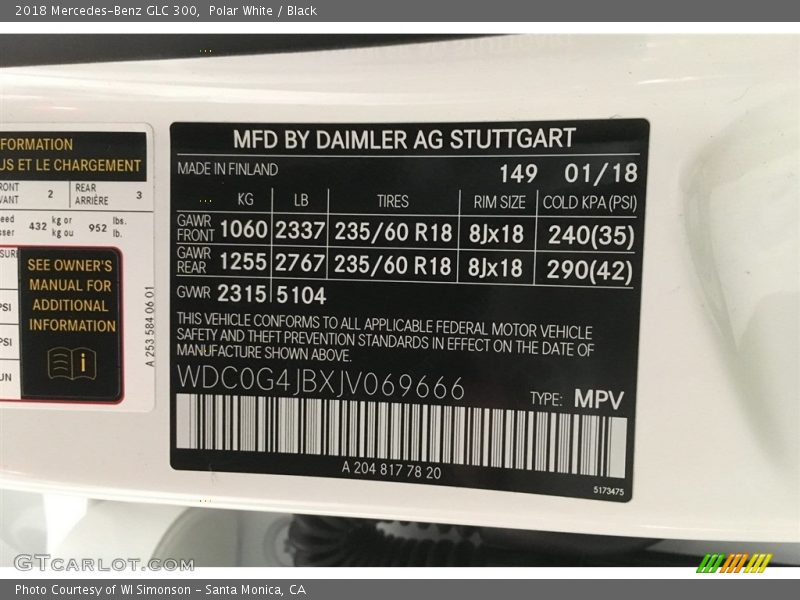 2018 Mercedes-Benz GLC 300, Polar White / Black
FORMATION
US ET LE CHARGEMENT
2 REAR ARRIÈRE 3
432 kg or kg ou 952 lbs. lb.
SEE OWNER'S
MANUAL FOR
ADDITIONAL
INFORMATION
PSI
PSI
A 253 584 06 01
MFD BY DAIMLER AG STUTTGART
MADE IN FINLAND 149 01/18
KG LB TIRES RIM SIZE COLD KPA(PSI)
GAWR FRONT 1060 2337 235/60 R18 8Jx18 240(35)
GAWR REAR 1255 2767 235/60 R18 8Jx18 290(42)
GVWR 2315 5104
THIS VEHICLE CONFORMS TO ALL APPLICABLE FEDERAL MOTOR VEHICLE
SAFETY AND THEFT PREVENTION STANDARDS IN EFFECT ON THE DATE OF
MANUFACTURE SHOWN ABOVE.
WDC0G4JBXJV069666 TYPE: MPV
A 204 817 78 20
5173475
GTCARLOT.COM
Photo Courtesy of WI Simonson - Santa Monica, CA